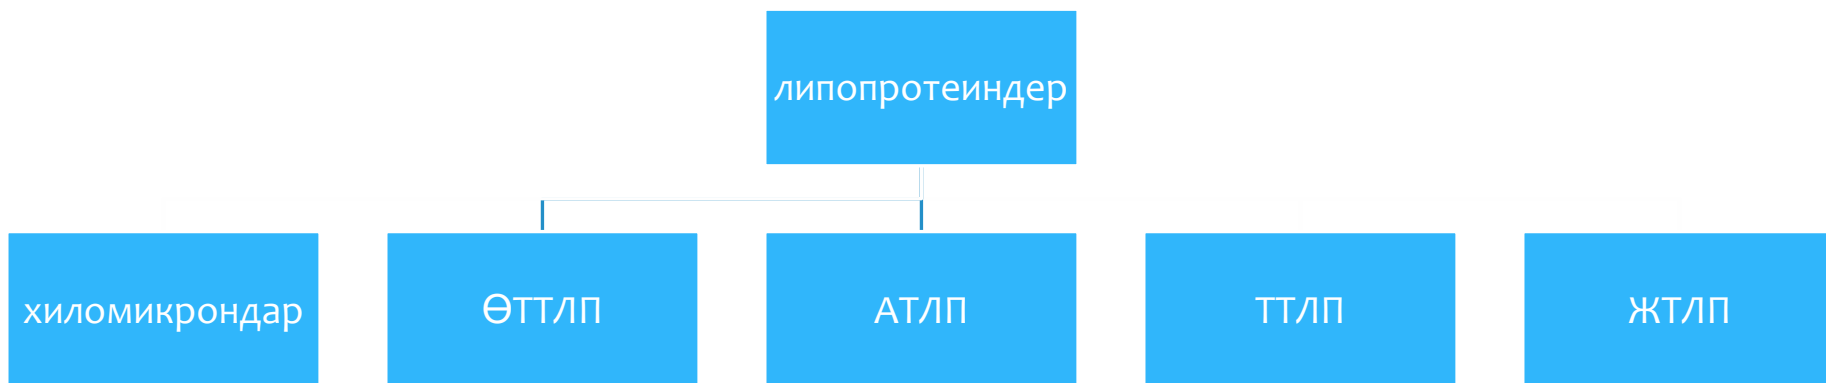 липопротеиндер
хиломикрондар
ӨТТЛП
АТЛП
ТТЛП
ЖТЛП